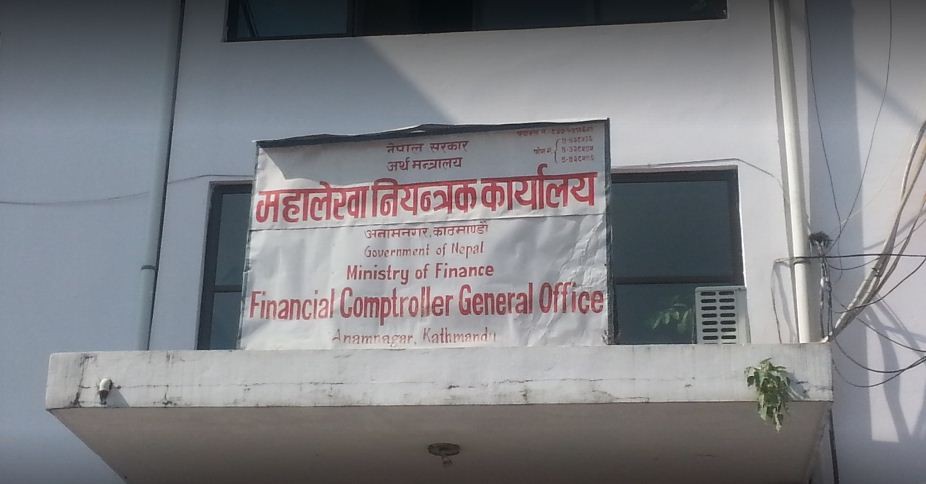 नेपाल सरकार
अर्थ मन्त्रालय
फोन नं.
महालेखा नियन्त्रक कार्यालय
अनामनगर, काठमाण्डौ
Government of Nepal
Ministry of Finance
Financial Comptroller General Office
Anamnagar, Kathmandu